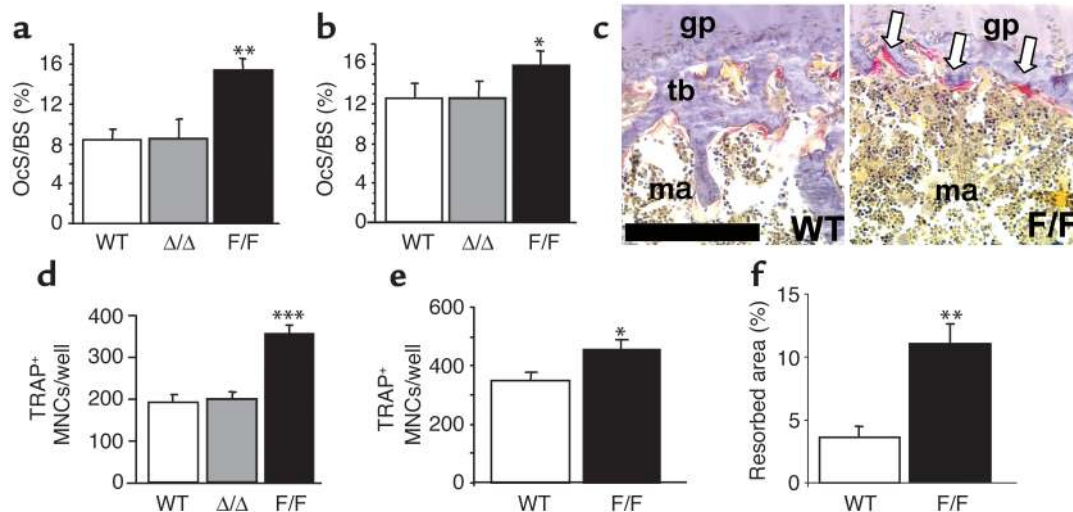 a
OcS/BS (%)
16
12
8
4
0
**
WT Δ/Δ F/F
b
OcS/BS (%)
16
12
8
4
0
*
WT Δ/Δ F/F
c
gp
tb
ma
WT
gp
ma
F/F
d
TRAP⁺
MNCs/well
400
300
200
100
0
***
WT Δ/Δ F/F
e
TRAP⁺
MNCs/well
600
400
200
0
*
WT F/F
f
Resorbed area (%)
15
10
5
0
**
WT F/F